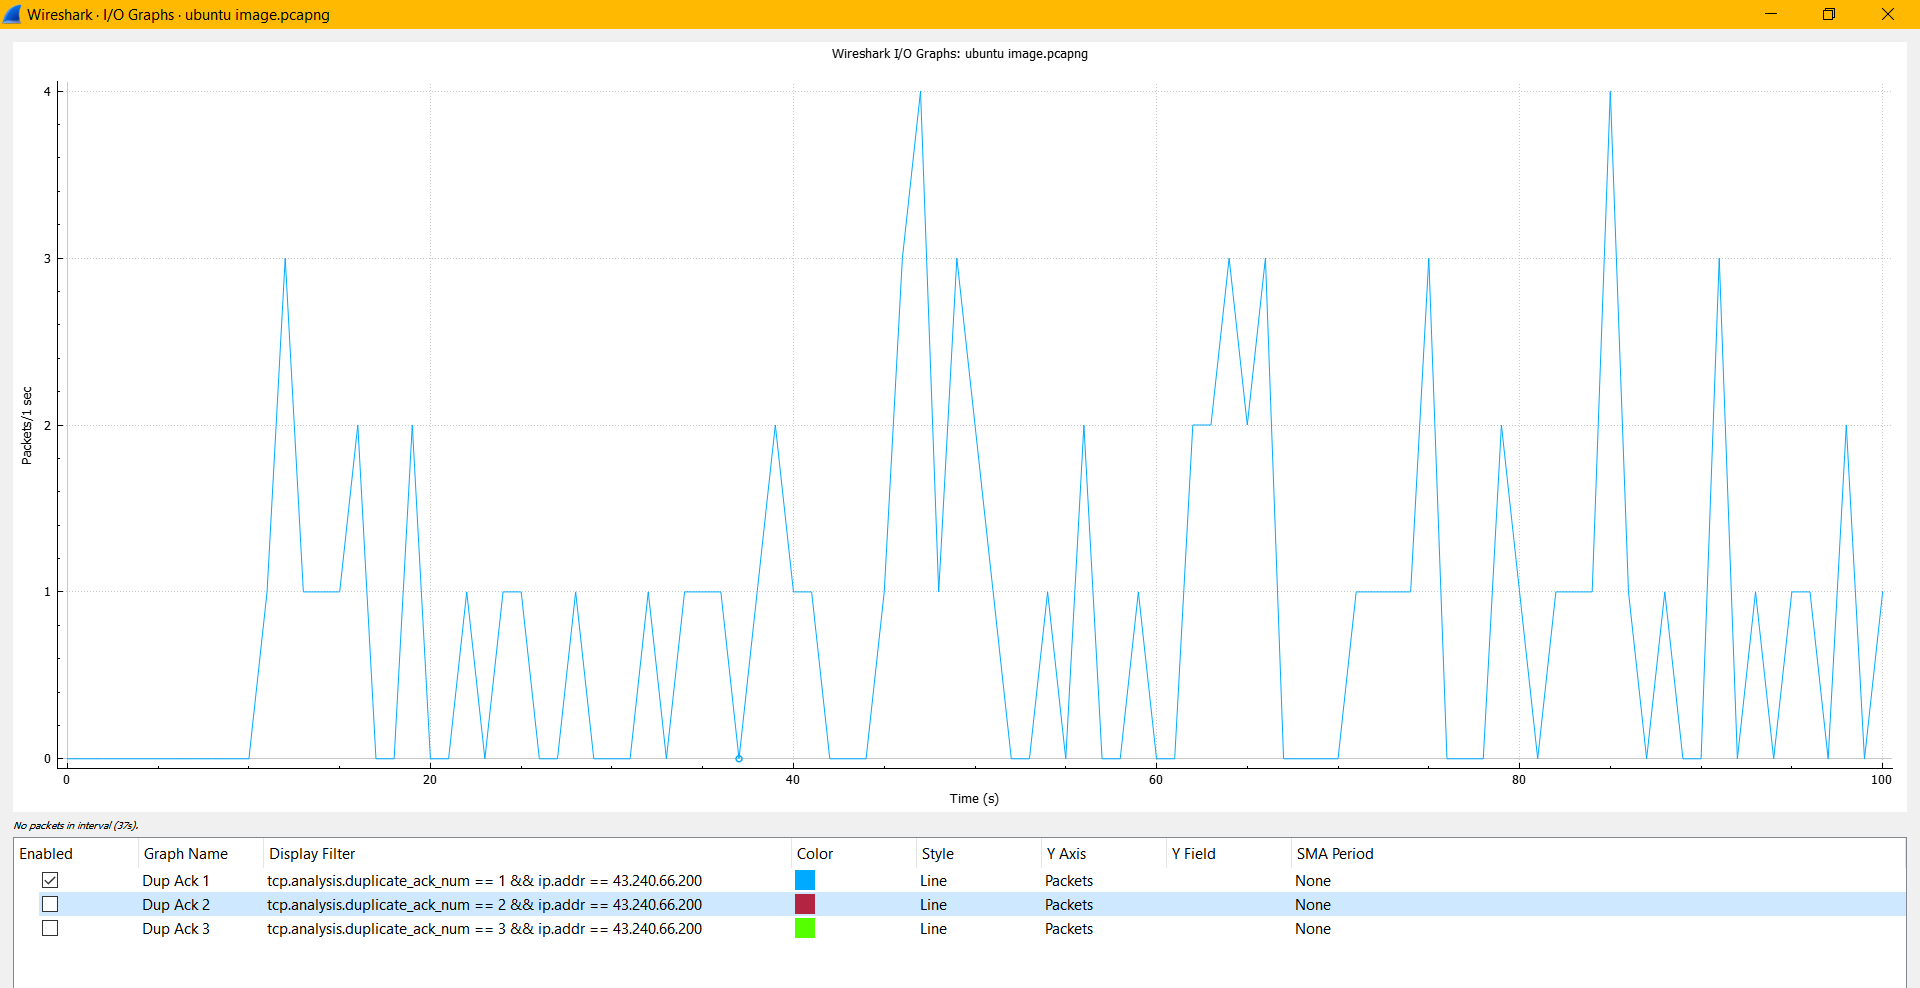 Wireshark · I/O Graphs · ubuntu image.pcapng
Wireshark I/O Graphs: ubuntu image.pcapng
4
3
2
1
0
Packets/1 sec
0 20 40 60 80 100
Time (s)
No packets in interval (37s).
Enabled Graph Name Display Filter Color Style Y Axis Y Field SMA Period
Dup Ack 1 tcp.analysis.duplicate_ack_num == 1 && ip.addr == 43.240.66.200 Line Packets None
Dup Ack 2 tcp.analysis.duplicate_ack_num == 2 && ip.addr == 43.240.66.200 Line Packets None
Dup Ack 3 tcp.analysis.duplicate_ack_num == 3 && ip.addr == 43.240.66.200 Line Packets None